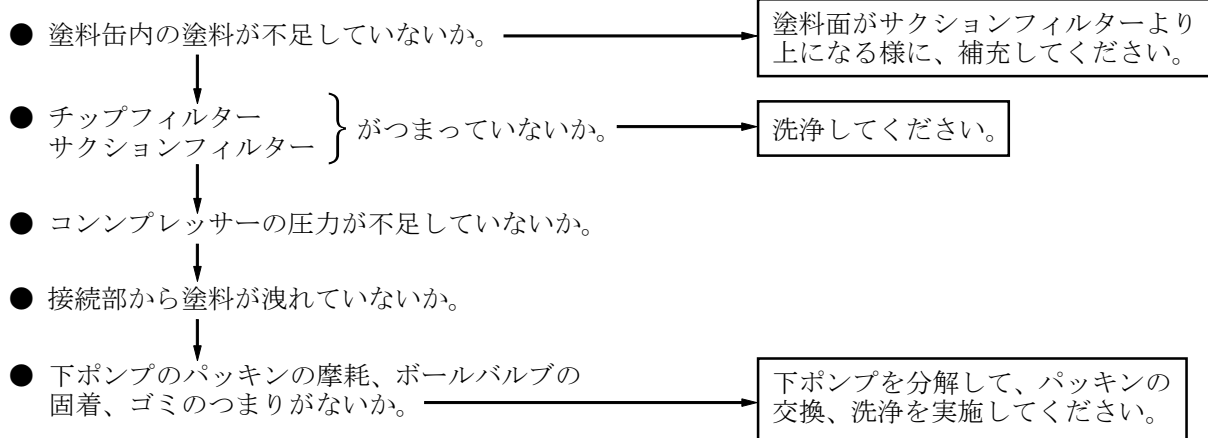 ● 塗料缶内の塗料が不足していないか。
塗料面がサクションフィルターより
上になる様に、補充してください。
● チップフィルター
サクションフィルター
がつまっていないか。
洗浄してください。
● コンンプレッサーの圧力が不足していないか。
● 接続部から塗料が洩れていないか。
● 下ポンプのパッキンの摩耗、ボールバルブの
固着、ゴミのつまりがないか。
下ポンプを分解して、パッキンの
交換、洗浄を実施してください。